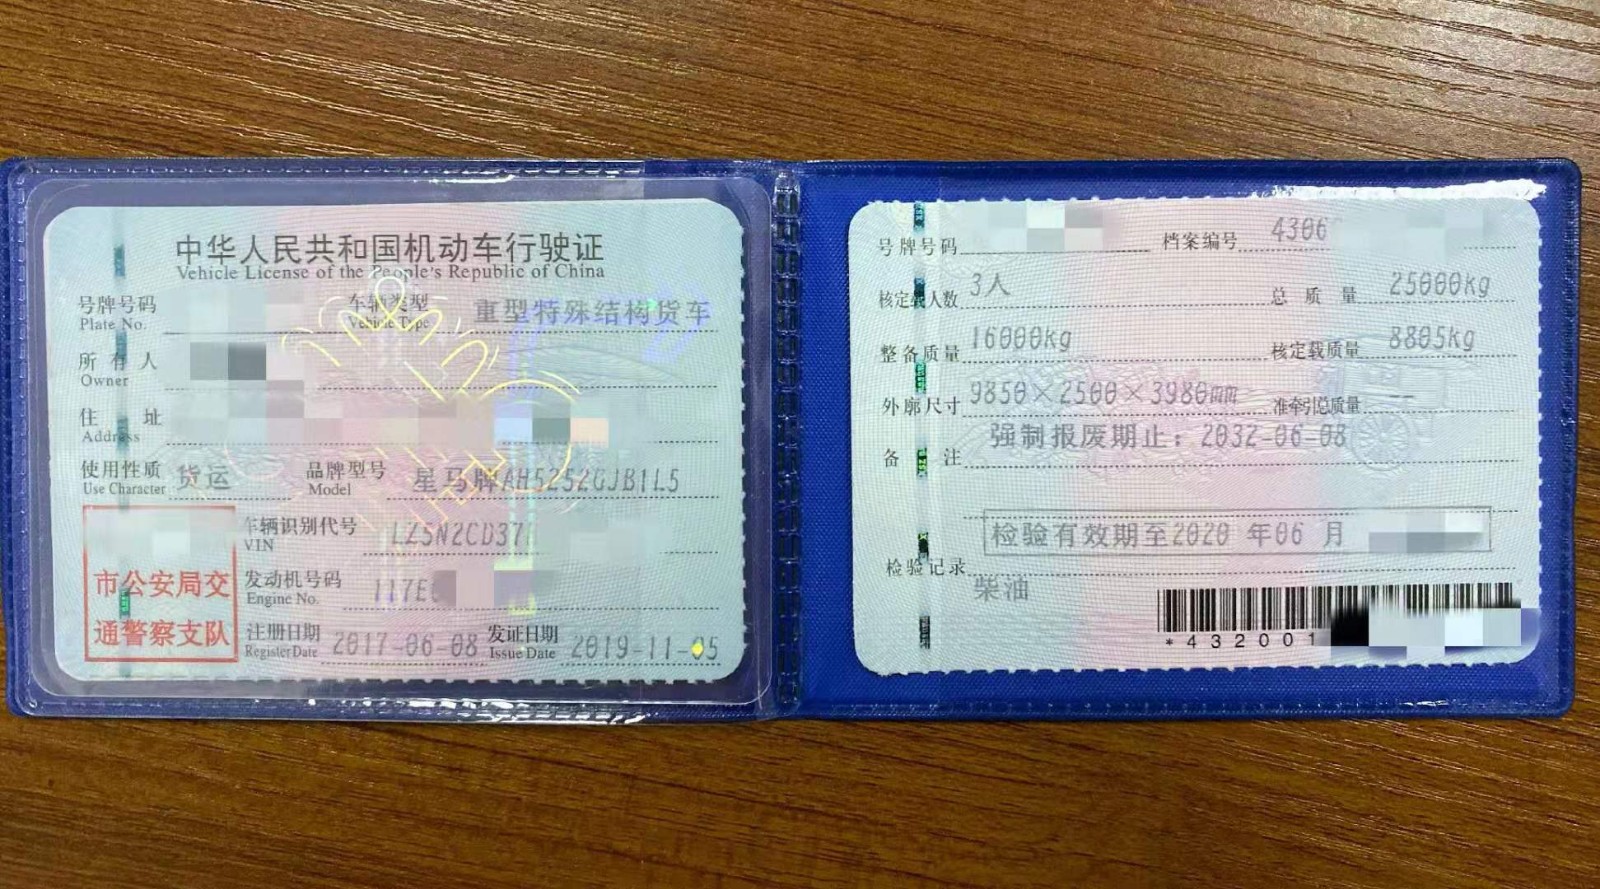 中华人民共和国机动车行驶证
Vehicle License of the People's Republic of China
号牌号码 车辆类型 重型特殊结构货车
Plate No. Vehicle Type
所有人
Owner
住址
Address
使用性质 货运 品牌型号 星马牌AH5252GJB1L5
Use Character Model
车辆识别代号 LZ5N2CD37
VIN
市公安局交
通警察支队
发动机号码 117E
Engine No.
注册日期 2017-06-08 发证日期 2019-11-05
Register Date Issue Date
号牌号码 档案编号 4306
核定载人数 3人 总质量 25000kg
整备质量 16000kg 核定载质量 8805kg
外廓尺寸 9850×2500×3980mm 准牵引总质量 --
备注 强制报废期止：2032-06-08
检验有效期至2020 年06 月
检验记录
柴油
*432001